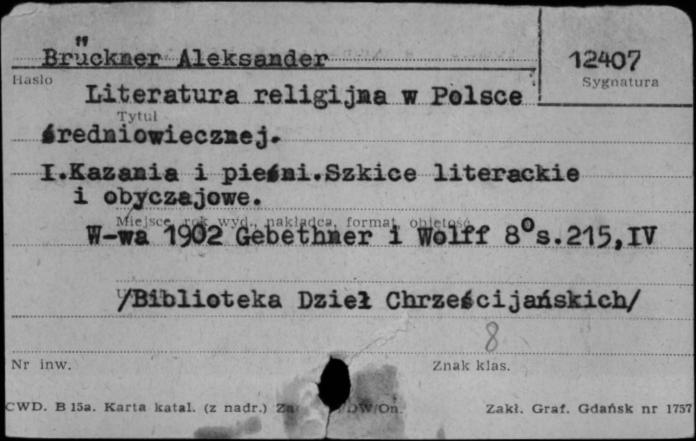 Brückner Aleksander
12407
Hasło
Sygnatura
Literatura religijna w Polsce
Tytuł
średniowiecznej.
I.Kazania i pieśni.Szkice literackie
i obyczajowe.
Miejsce, rok wyd., nakładca, format, objętość
W-wa 1902 Gebethner i Wolff 8° s.215,IV
/Biblioteka Dzieł Chrześcijańskich/
8
Nr inw.
Znak klas.
CWD. B 15a. Karta katal. (z nadr.)
Zakł. Graf. Gdańsk nr 1757